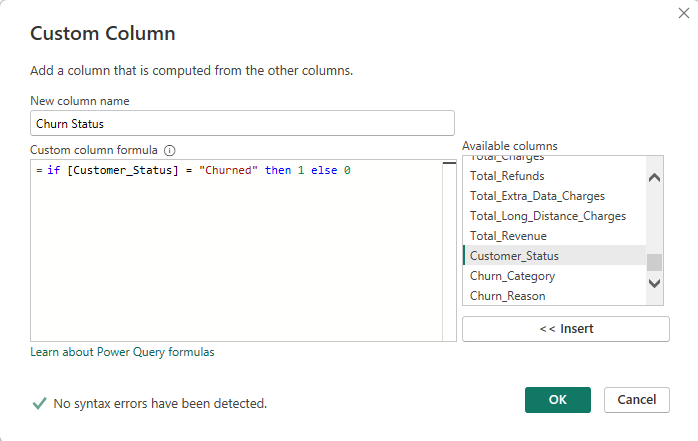 Custom Column
Add a column that is computed from the other columns.
New column name
Churn Status
Custom column formula
Available columns
= if [Customer_Status] = "Churned" then 1 else 0
Total_Charges
Total_Refunds
Total_Extra_Data_Charges
Total_Long_Distance_Charges
Total_Revenue
Customer_Status
Churn_Category
Churn_Reason
<< Insert
Learn about Power Query formulas
No syntax errors have been detected.
OK
Cancel